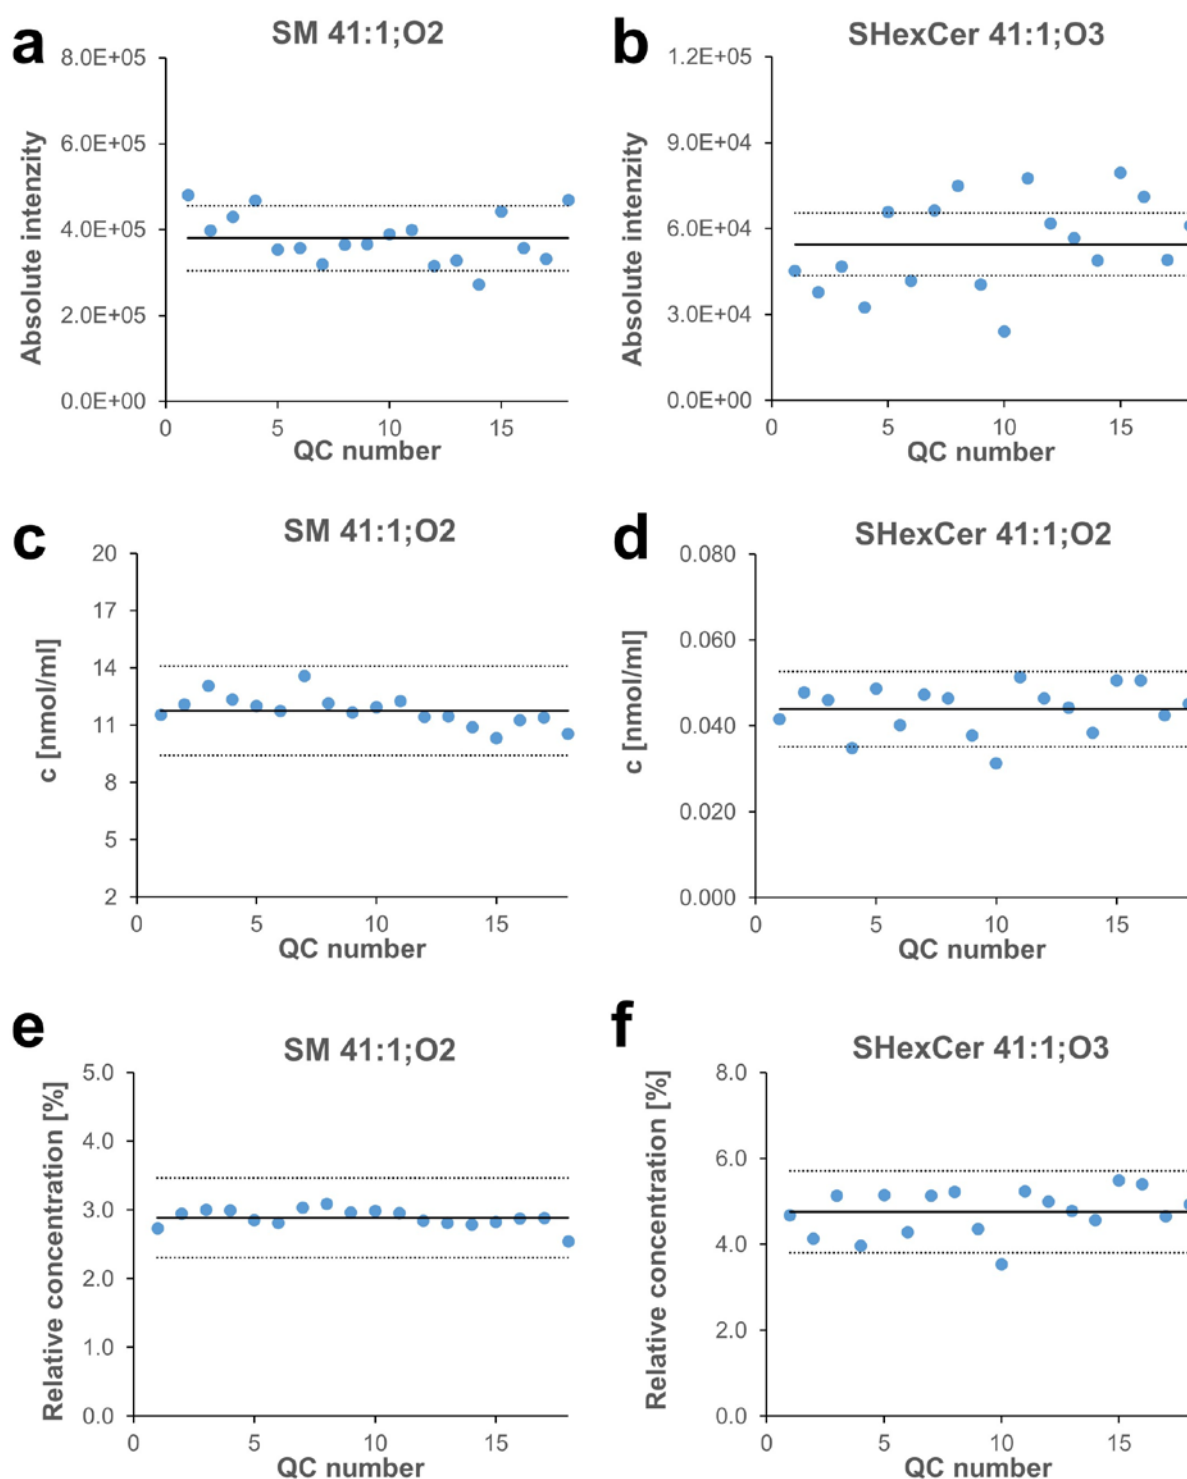 a
SM 41:1;O2
8.0E+05
6.0E+05
4.0E+05
2.0E+05
0.0E+00
Absolute intenzity
0 5 10 15
QC number
b
SHexCer 41:1;O3
1.2E+05
9.0E+04
6.0E+04
3.0E+04
0.0E+00
Absolute intenzity
0 5 10 15
QC number
c
SM 41:1;O2
20
17
14
11
8
5
2
c [nmol/ml]
0 5 10 15
QC number
d
SHexCer 41:1;O2
0.080
0.060
0.040
0.020
0.000
c [nmol/ml]
0 5 10 15
QC number
e
SM 41:1;O2
5.0
4.0
3.0
2.0
1.0
0.0
Relative concentration [%]
0 5 10 15
QC number
f
SHexCer 41:1;O3
8.0
6.0
4.0
2.0
0.0
Relative concentration [%]
0 5 10 15
QC number